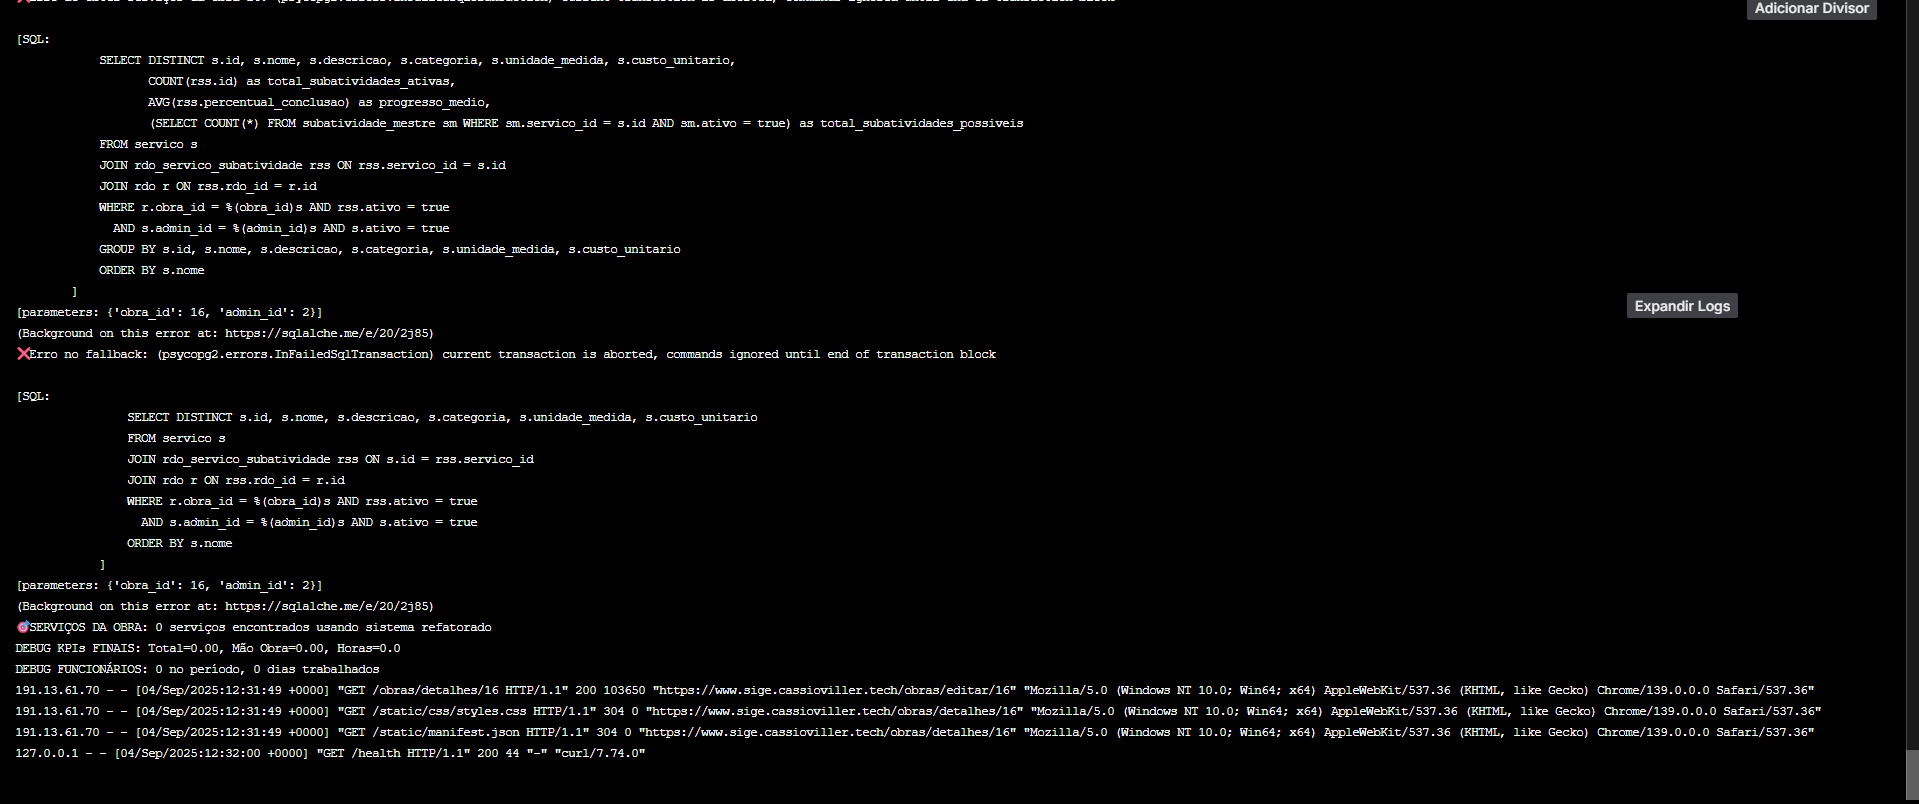 Adicionar Divisor
[SQL:
SELECT DISTINCT s.id, s.nome, s.descricao, s.categoria, s.unidade_medida, s.custo_unitario,
COUNT(rss.id) as total_subatividades_ativas,
AVG(rss.percentual_conclusao) as progresso_medio,
(SELECT COUNT(*) FROM subatividade_mestre sm WHERE sm.servico_id = s.id AND sm.ativo = true) as total_subatividades_possiveis
FROM servico s
JOIN rdo_servico_subatividade rss ON rss.servico_id = s.id
JOIN rdo r ON rss.rdo_id = r.id
WHERE r.obra_id = %(obra_id)s AND rss.ativo = true
AND s.admin_id = %(admin_id)s AND s.ativo = true
GROUP BY s.id, s.nome, s.descricao, s.categoria, s.unidade_medida, s.custo_unitario
ORDER BY s.nome
]
Expandir Logs
[parameters: {'obra_id': 16, 'admin_id': 2}]
(Background on this error at: https://sqlalche.me/e/20/2j85)
❌Erro no fallback: (psycopg2.errors.InFailedSqlTransaction) current transaction is aborted, commands ignored until end of transaction block
[SQL:
SELECT DISTINCT s.id, s.nome, s.descricao, s.categoria, s.unidade_medida, s.custo_unitario
FROM servico s
JOIN rdo_servico_subatividade rss ON s.id = rss.servico_id
JOIN rdo r ON rss.rdo_id = r.id
WHERE r.obra_id = %(obra_id)s AND rss.ativo = true
AND s.admin_id = %(admin_id)s AND s.ativo = true
ORDER BY s.nome
]
[parameters: {'obra_id': 16, 'admin_id': 2}]
(Background on this error at: https://sqlalche.me/e/20/2j85)
🎯SERVIÇOS DA OBRA: 0 serviços encontrados usando sistema refatorado
DEBUG KPIs FINAIS: Total=0.00, Mão Obra=0.00, Horas=0.0
DEBUG FUNCIONÁRIOS: 0 no período, 0 dias trabalhados
191.13.61.70 - - [04/Sep/2025:12:31:49 +0000] "GET /obras/detalhes/16 HTTP/1.1" 200 103650 "https://www.sige.cassioviller.tech/obras/editar/16" "Mozilla/5.0 (Windows NT 10.0; Win64; x64) AppleWebKit/537.36 (KHTML, like Gecko) Chrome/139.0.0.0 Safari/537.36"
191.13.61.70 - - [04/Sep/2025:12:31:49 +0000] "GET /static/css/styles.css HTTP/1.1" 304 0 "https://www.sige.cassioviller.tech/obras/detalhes/16" "Mozilla/5.0 (Windows NT 10.0; Win64; x64) AppleWebKit/537.36 (KHTML, like Gecko) Chrome/139.0.0.0 Safari/537.36"
191.13.61.70 - - [04/Sep/2025:12:31:49 +0000] "GET /static/manifest.json HTTP/1.1" 304 0 "https://www.sige.cassioviller.tech/obras/detalhes/16" "Mozilla/5.0 (Windows NT 10.0; Win64; x64) AppleWebKit/537.36 (KHTML, like Gecko) Chrome/139.0.0.0 Safari/537.36"
127.0.0.1 - - [04/Sep/2025:12:32:00 +0000] "GET /health HTTP/1.1" 200 44 "-" "curl/7.74.0"